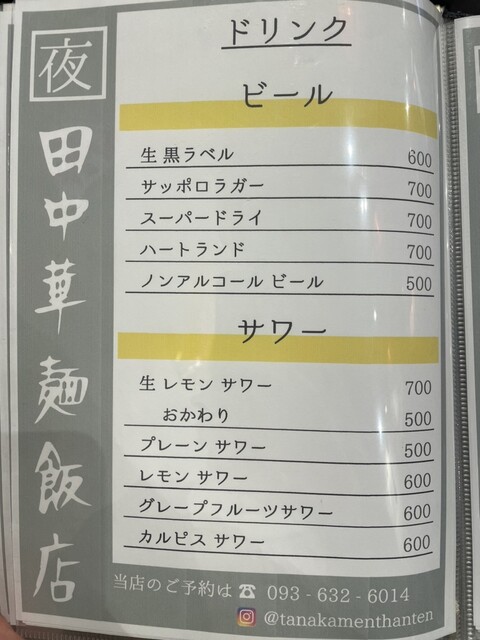 夜
田中華麺飯店
ドリンク
ビール
生 黒ラベル 600
サッポロラガー 700
スーパードライ 700
ハートランド 700
ノンアルコール ビール 500
サワー
生 レモン サワー 700
おかわり 500
プレーン サワー 500
レモン サワー 600
グレープフルーツサワー 600
カルピス サワー 600
当店のご予約は ☎ 093 - 632 - 6014
@tanakamenthanten